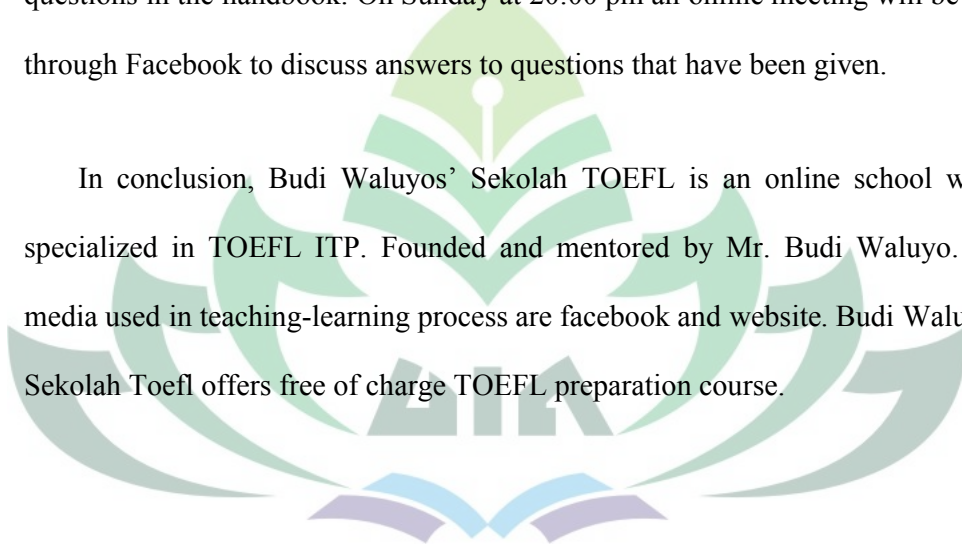 questions in the handbook. On Sunday at 20.00 pm an online meeting will be
through Facebook to discuss answers to questions that have been given.
In conclusion, Budi Waluyos’ Sekolah TOEFL is an online school w
specialized in TOEFL ITP. Founded and mentored by Mr. Budi Waluyo.
media used in teaching-learning process are facebook and website. Budi Walu
Sekolah Toefl offers free of charge TOEFL preparation course.